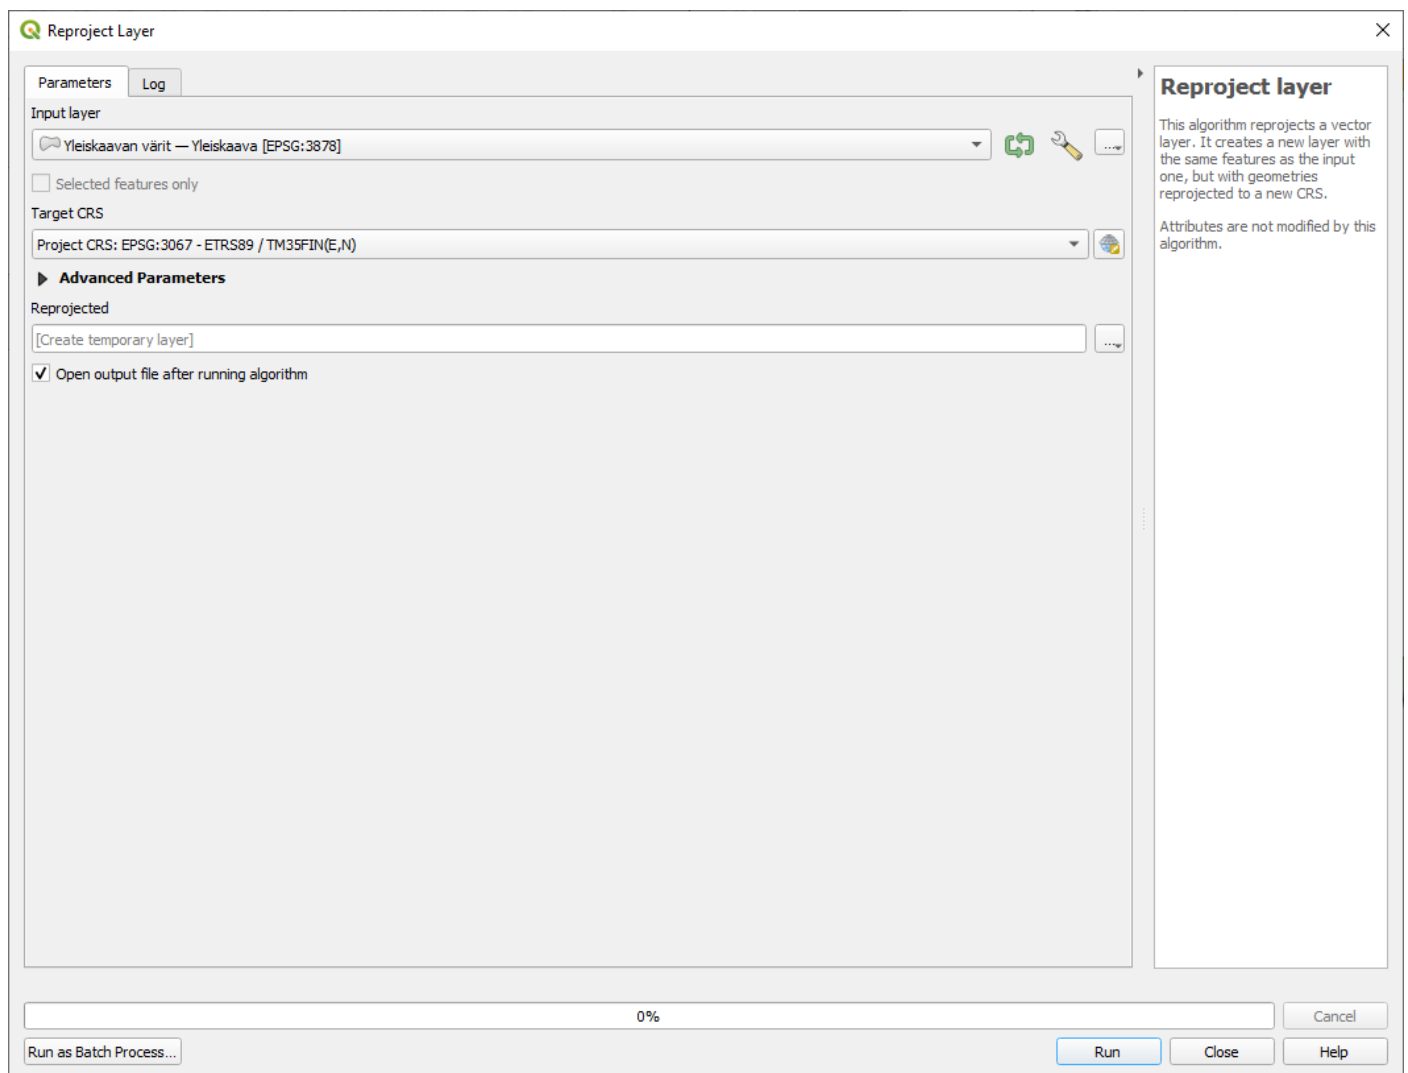 Reproject Layer
Parameters
Log
Input layer
Yleiskaavan värit — Yleiskaava [EPSG:3878]
...
Selected features only
Target CRS
Project CRS: EPSG:3067 - ETRS89 / TM35FIN(E,N)
Advanced Parameters
Reprojected
[Create temporary layer]
...
Open output file after running algorithm
Reproject layer
This algorithm reprojects a vector
layer. It creates a new layer with
the same features as the input
one, but with geometries
reprojected to a new CRS.
Attributes are not modified by this
algorithm.
0%
Cancel
Run as Batch Process...
Run
Close
Help